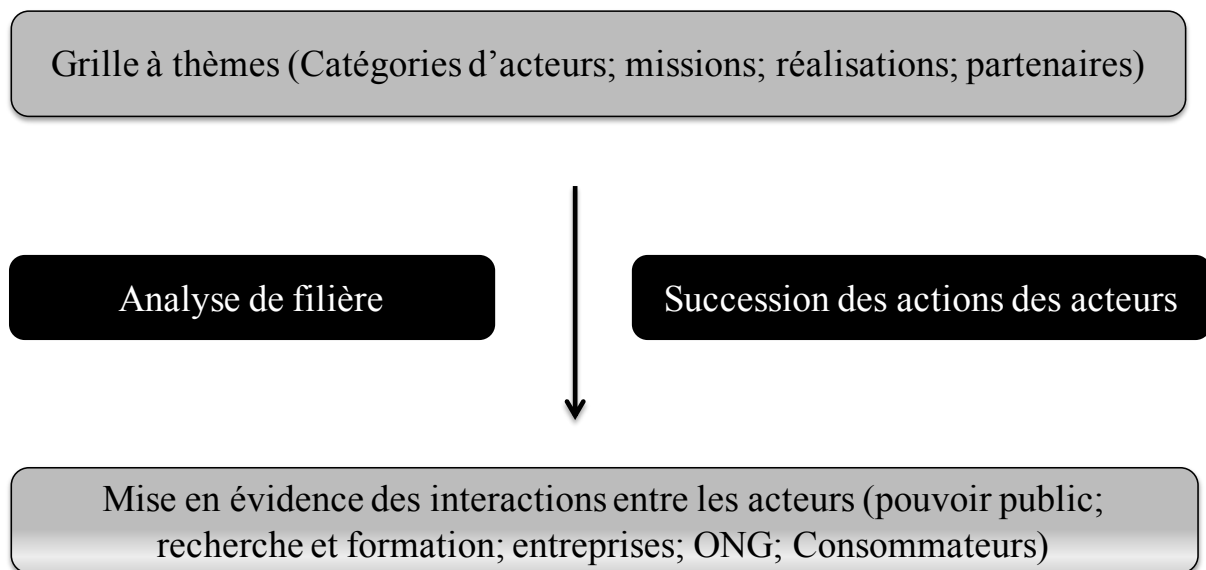 Grille à thèmes (Catégories d’acteurs; missions; réalisations; partenaires)
Analyse de filière
Succession des actions des acteurs
Mise en évidence des interactions entre les acteurs (pouvoir public;
recherche et formation; entreprises; ONG; Consommateurs)